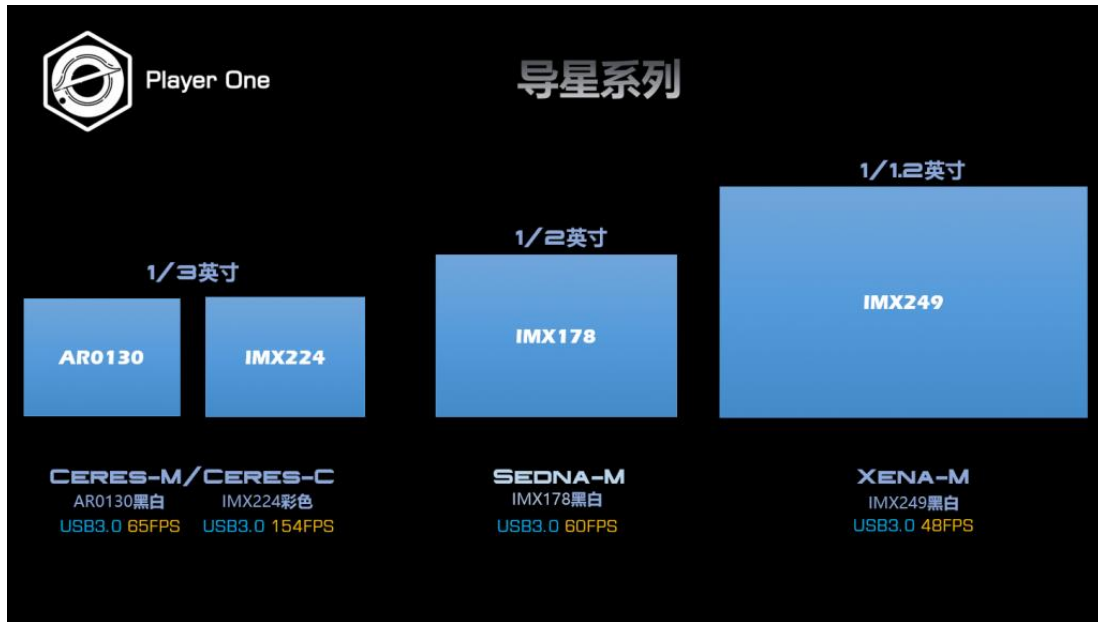 Player One
导星系列
1/1.2英寸
1/2英寸
1/3英寸
AR0130
IMX224
IMX178
IMX249
CERES-M/CERES-C
SEDNA-M
XENA-M
AR0130黑白
IMX224彩色
IMX178黑白
IMX249黑白
USB3.0 65FPS
USB3.0 154FPS
USB3.0 60FPS
USB3.0 48FPS